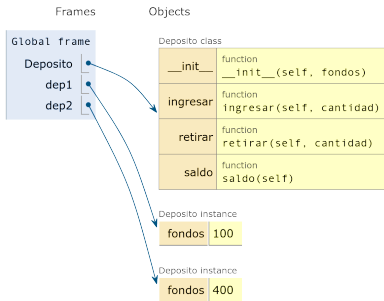 Frames Objects
Global frame
Deposito
dep1
dep2
Deposito class
__init__ function
__init__(self, fondos)
ingresar function
ingresar(self, cantidad)
retirar function
retirar(self, cantidad)
saldo function
saldo(self)
Deposito instance
fondos 100
Deposito instance
fondos 400